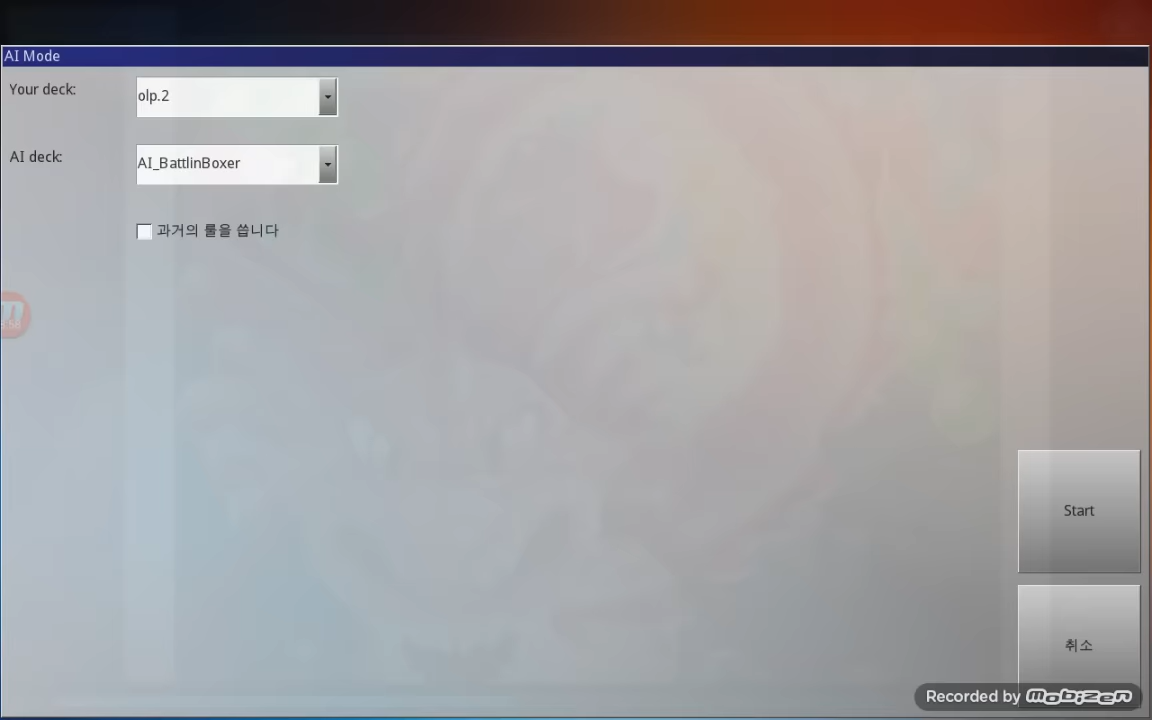 AI Mode
Your deck:
olp.2
AI deck:
AI_BattlinBoxer
과거의 룰을 씁니다
Start
취소
Recorded by mobizen